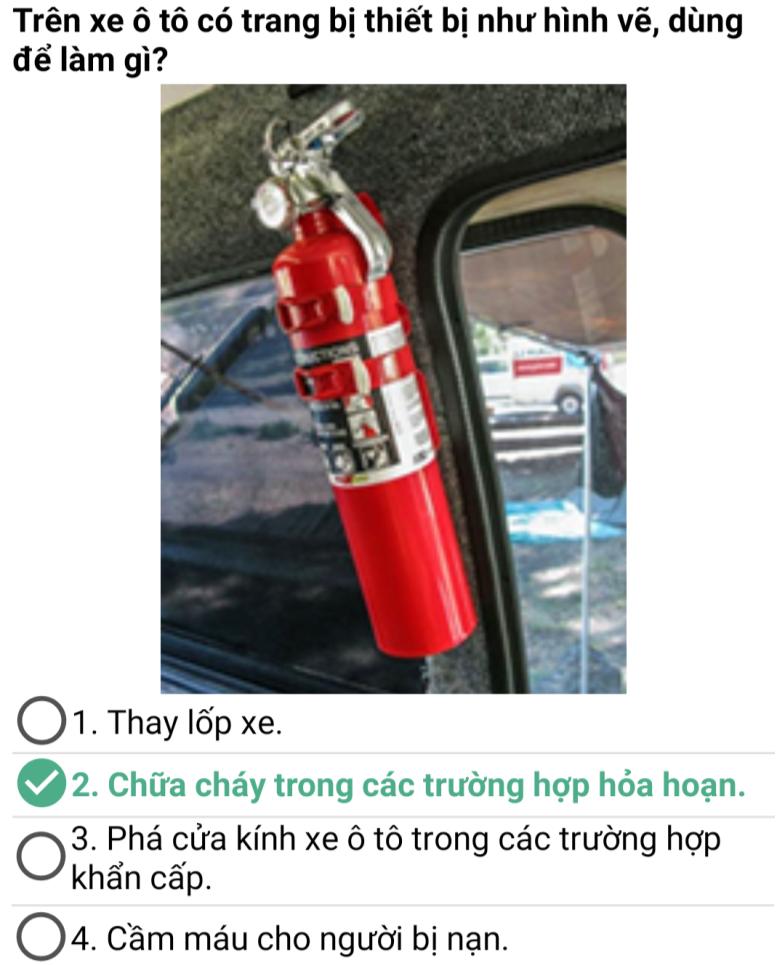 Trên xe ô tô có trang bị thiết bị như hình vẽ, dùng
để làm gì?
1. Thay lốp xe.
2. Chữa cháy trong các trường hợp hỏa hoạn.
3. Phá cửa kính xe ô tô trong các trường hợp
khẩn cấp.
4. Cầm máu cho người bị nạn.